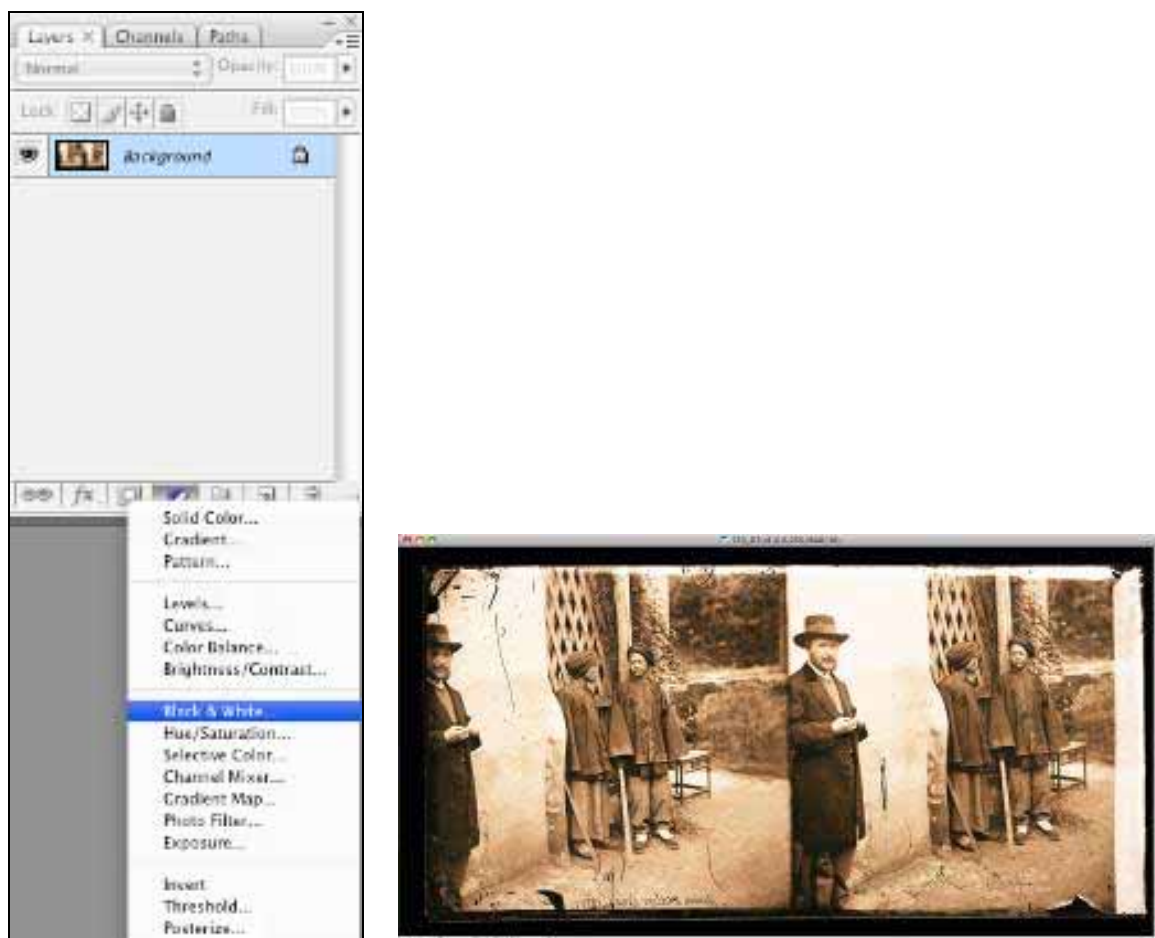 Layers × Channels Paths
Normal Opacity:
Lock: Fill:
Background
fx
Solid Color...
Gradient...
Pattern...
Levels...
Curves...
Color Balance...
Brightness/Contrast...
Black & White...
Hue/Saturation...
Selective Color...
Channel Mixer...
Gradient Map...
Photo Filter...
Exposure...
Invert
Threshold...
Posterize...